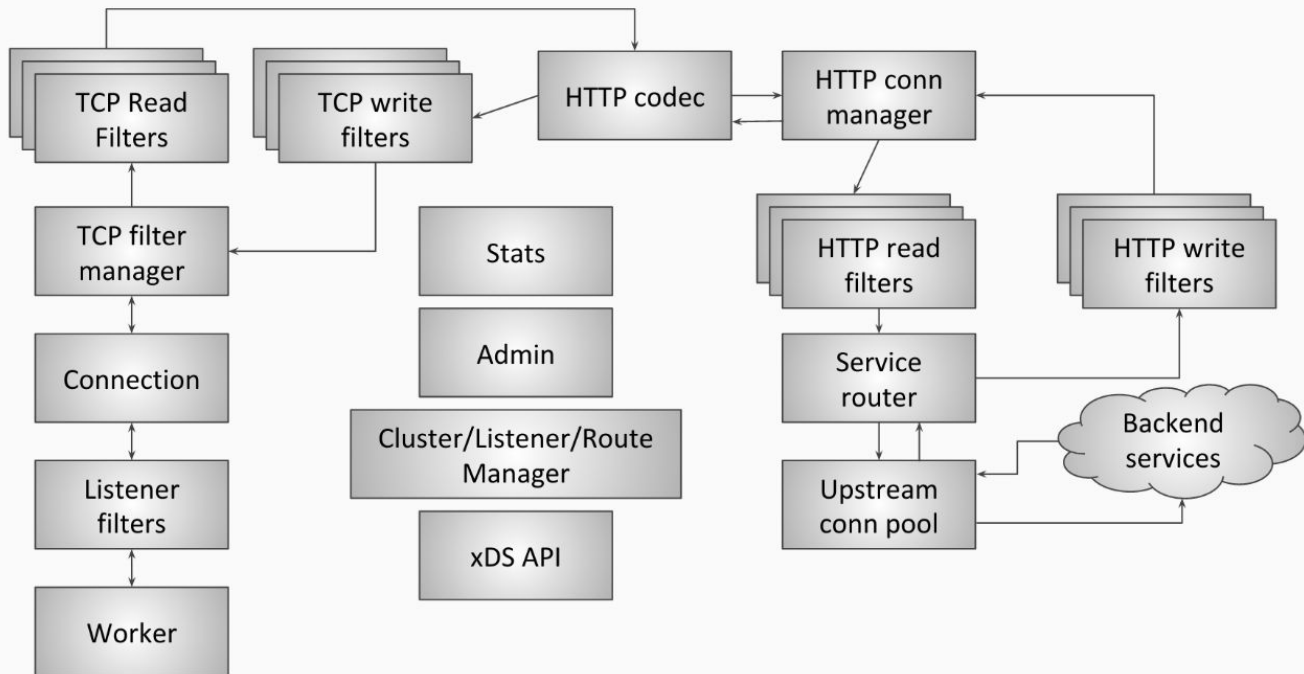 TCP Read
Filters
TCP write
filters
HTTP codec
HTTP conn
manager
TCP filter
manager
Stats
HTTP read
filters
HTTP write
filters
Connection
Admin
Service
router
Cluster/Listener/Route
Manager
Backend
services
Listener
filters
Upstream
conn pool
xDS API
Worker